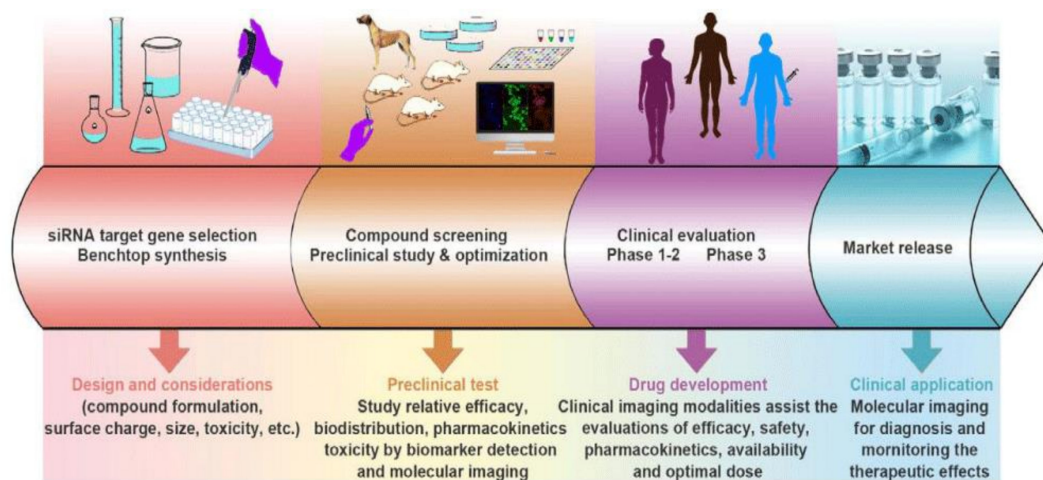 siRNA target gene selection
Benchtop synthesis
Compound screening
Preclinical study & optimization
Clinical evaluation
Phase 1-2 Phase 3
Market release
Design and considerations
(compound formulation,
surface charge, size, toxicity, etc.)
Preclinical test
Study relative efficacy,
biodistribution, pharmacokinetics
toxicity by biomarker detection
and molecular imaging
Drug development
Clinical imaging modalities assist the
evaluations of efficacy, safety,
pharmacokinetics, availability
and optimal dose
Clinical application
Molecular imaging
for diagnosis and
mornitoring the
therapeutic effects